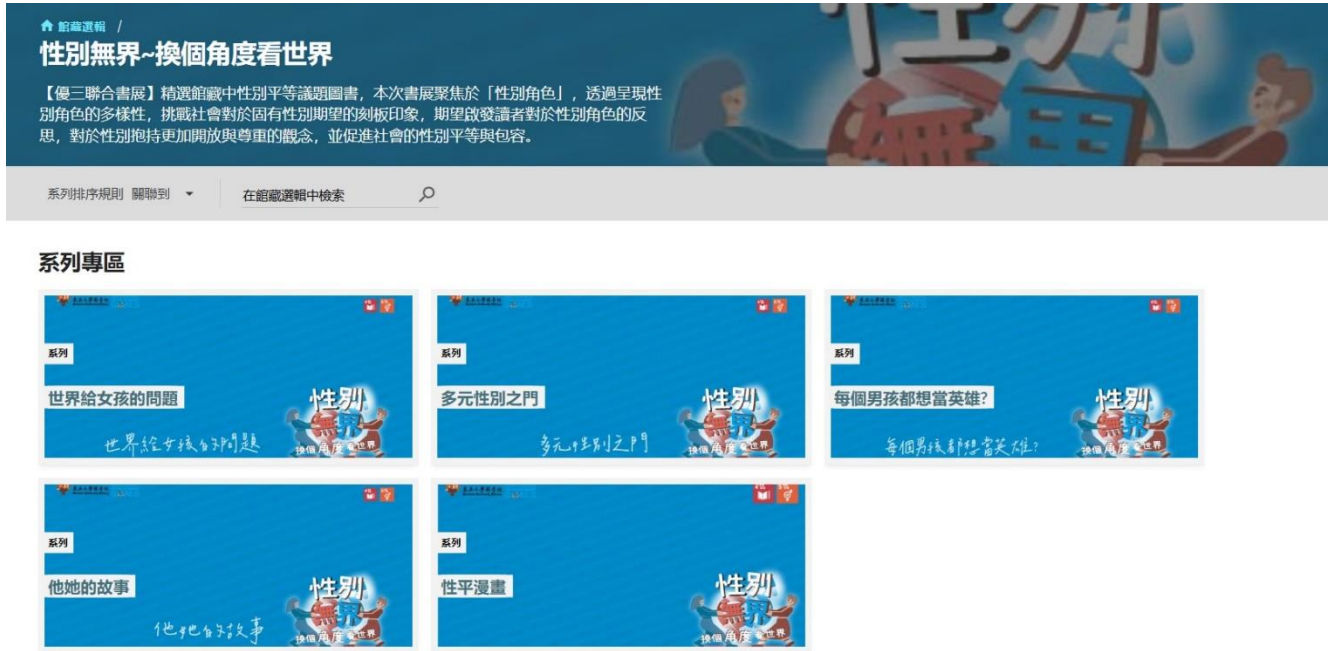 館藏選輯 /
性別無界~換個角度看世界
【優三聯合書展】精選館藏中性別平等議題圖書，本次書展聚焦於「性別角色」，透過呈現性
別角色的多樣性，挑戰社會對於固有性別期望的刻板印象，期望啟發讀者對於性別角色的反
思，對於性別抱持更加開放與尊重的觀念，並促進社會的性別平等與包容。
性別
無界
系列排序規則 關聯到
在館藏選輯中檢索
系列專區
系列
世界給女孩的問題
世界給女孩的問題
性別
無界
換個角度看世界
系列
多元性別之門
多元性別之門
性別
無界
換個角度看世界
系列
每個男孩都想當英雄?
每個男孩都想當英雄?
性別
無界
換個角度看世界
系列
他她的故事
他她的故事
性別
無界
換個角度看世界
系列
性平漫畫
性別
無界
換個角度看世界